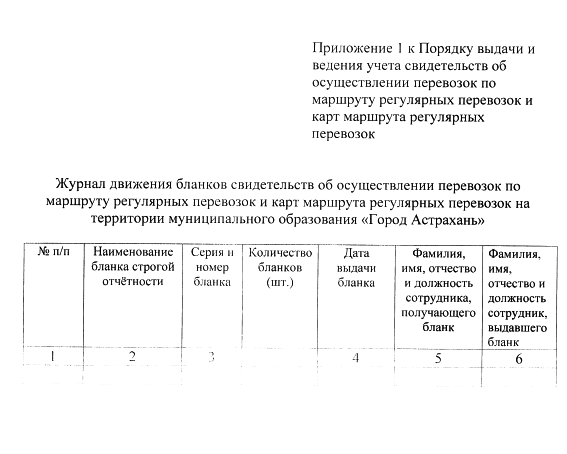 Приложение 1 к Порядку выдачи и
ведения учета свидетельств об
осуществлении перевозок по
маршруту регулярных перевозок и
карт маршрута регулярных
перевозок
Журнал движения бланков свидетельств об осуществлении перевозок по
маршруту регулярных перевозок и карт маршрута регулярных перевозок на
территории муниципального образования «Город Астрахань»
№ п/п
Наименование
бланка строгой
отчётности
Серия и
номер
бланка
Количество
бланков
(шт.)
Дата
выдачи
бланка
Фамилия,
имя, отчество
и должность
сотрудника,
получающего
бланк
Фамилия,
имя,
отчество и
должность
сотрудник,
выдавшего
бланк
1 2 3 4 5 6